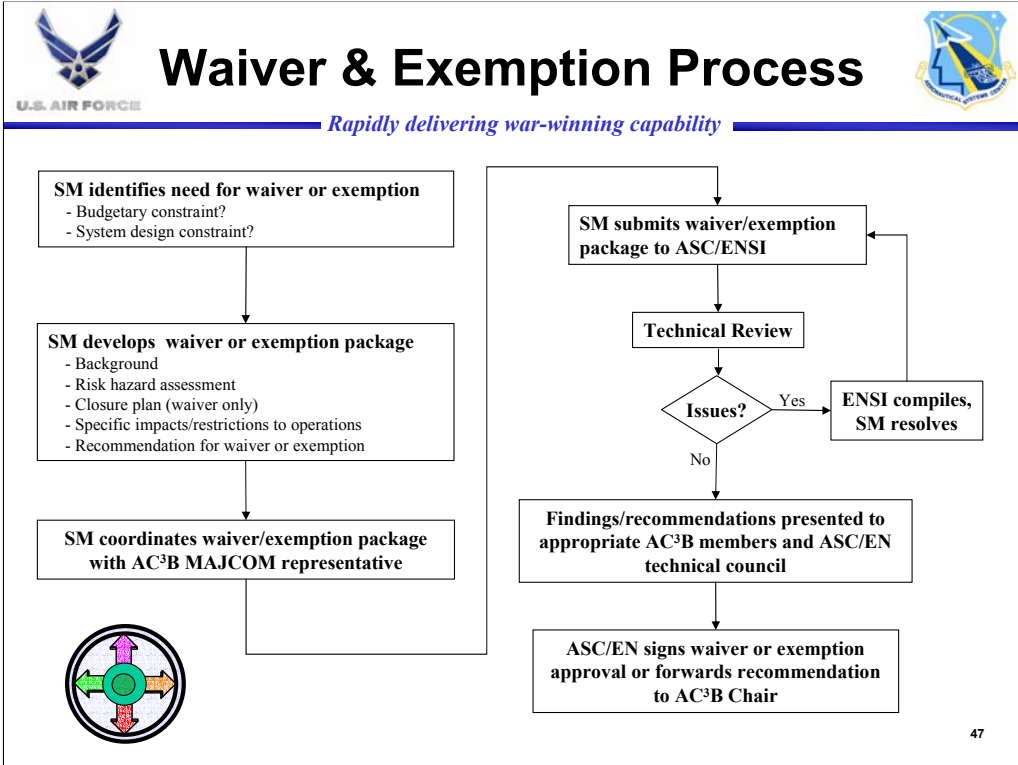 Waiver & Exemption Process
U.S. AIR FORCE
AERONAUTICAL SYSTEMS CENTER
Rapidly delivering war-winning capability
SM identifies need for waiver or exemption
- Budgetary constraint?
- System design constraint?
SM develops waiver or exemption package
- Background
- Risk hazard assessment
- Closure plan (waiver only)
- Specific impacts/restrictions to operations
- Recommendation for waiver or exemption
SM coordinates waiver/exemption package
with AC³B MAJCOM representative
SM submits waiver/exemption
package to ASC/ENSI
Technical Review
Issues?
Yes
ENSI compiles,
SM resolves
No
Findings/recommendations presented to
appropriate AC³B members and ASC/EN
technical council
ASC/EN signs waiver or exemption
approval or forwards recommendation
to AC³B Chair
47